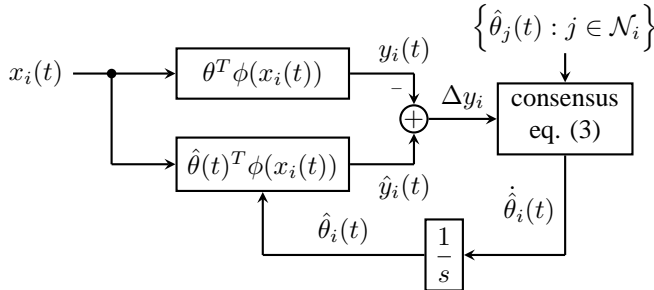 {θ̂_j(t) : j ∈ 𝒩_i}
y_i(t)
x_i(t)
θ^T φ(x_i(t))
−
+
Δy_i
consensus
eq. (3)
θ̂(t)^T φ(x_i(t))
ŷ_i(t)
θ̂_i(t)
1/s
θ̂̇_i(t)